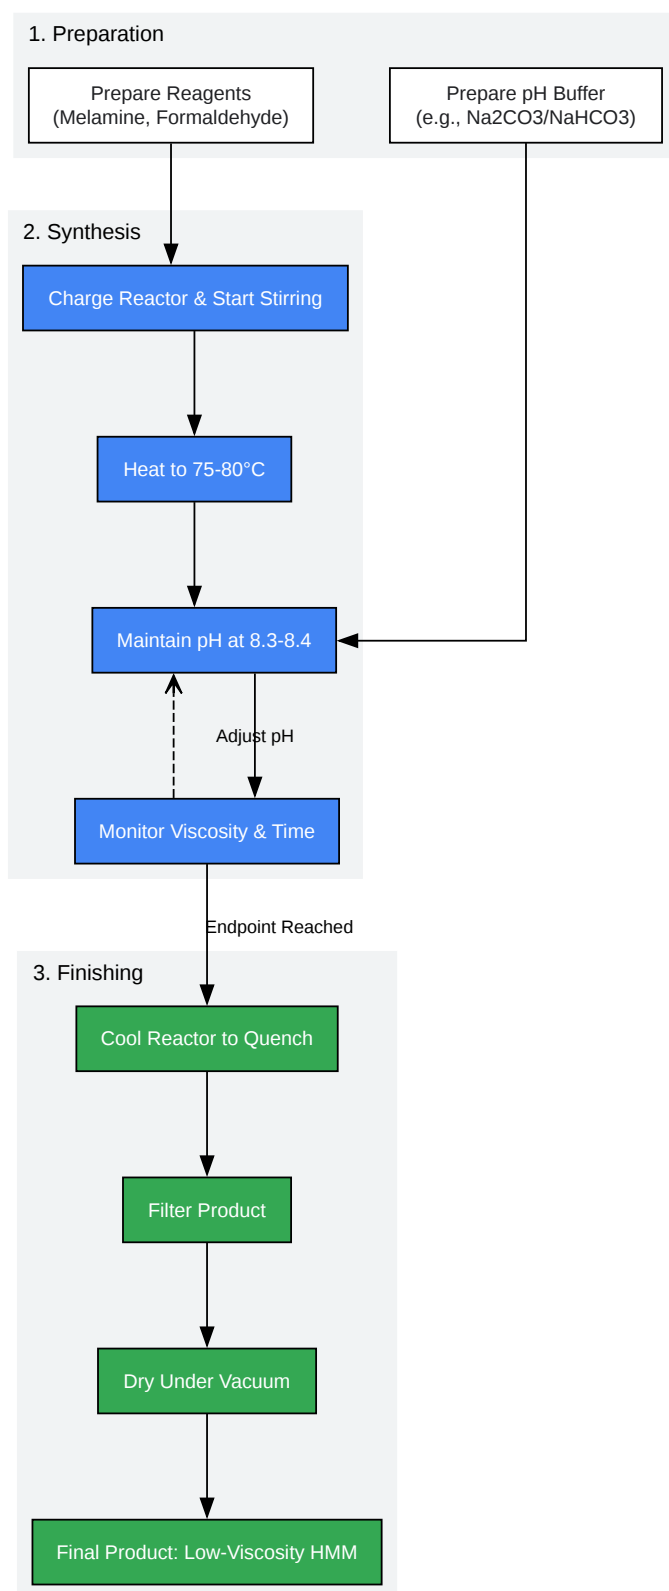 1. Preparation
Prepare Reagents
(Melamine, Formaldehyde)
Prepare pH Buffer
(e.g., Na2CO3/NaHCO3)
2. Synthesis
Charge Reactor & Start Stirring
Heat to 75-80°C
Maintain pH at 8.3-8.4
Adjust pH
Monitor Viscosity & Time
Endpoint Reached
3. Finishing
Cool Reactor to Quench
Filter Product
Dry Under Vacuum
Final Product: Low-Viscosity HMM